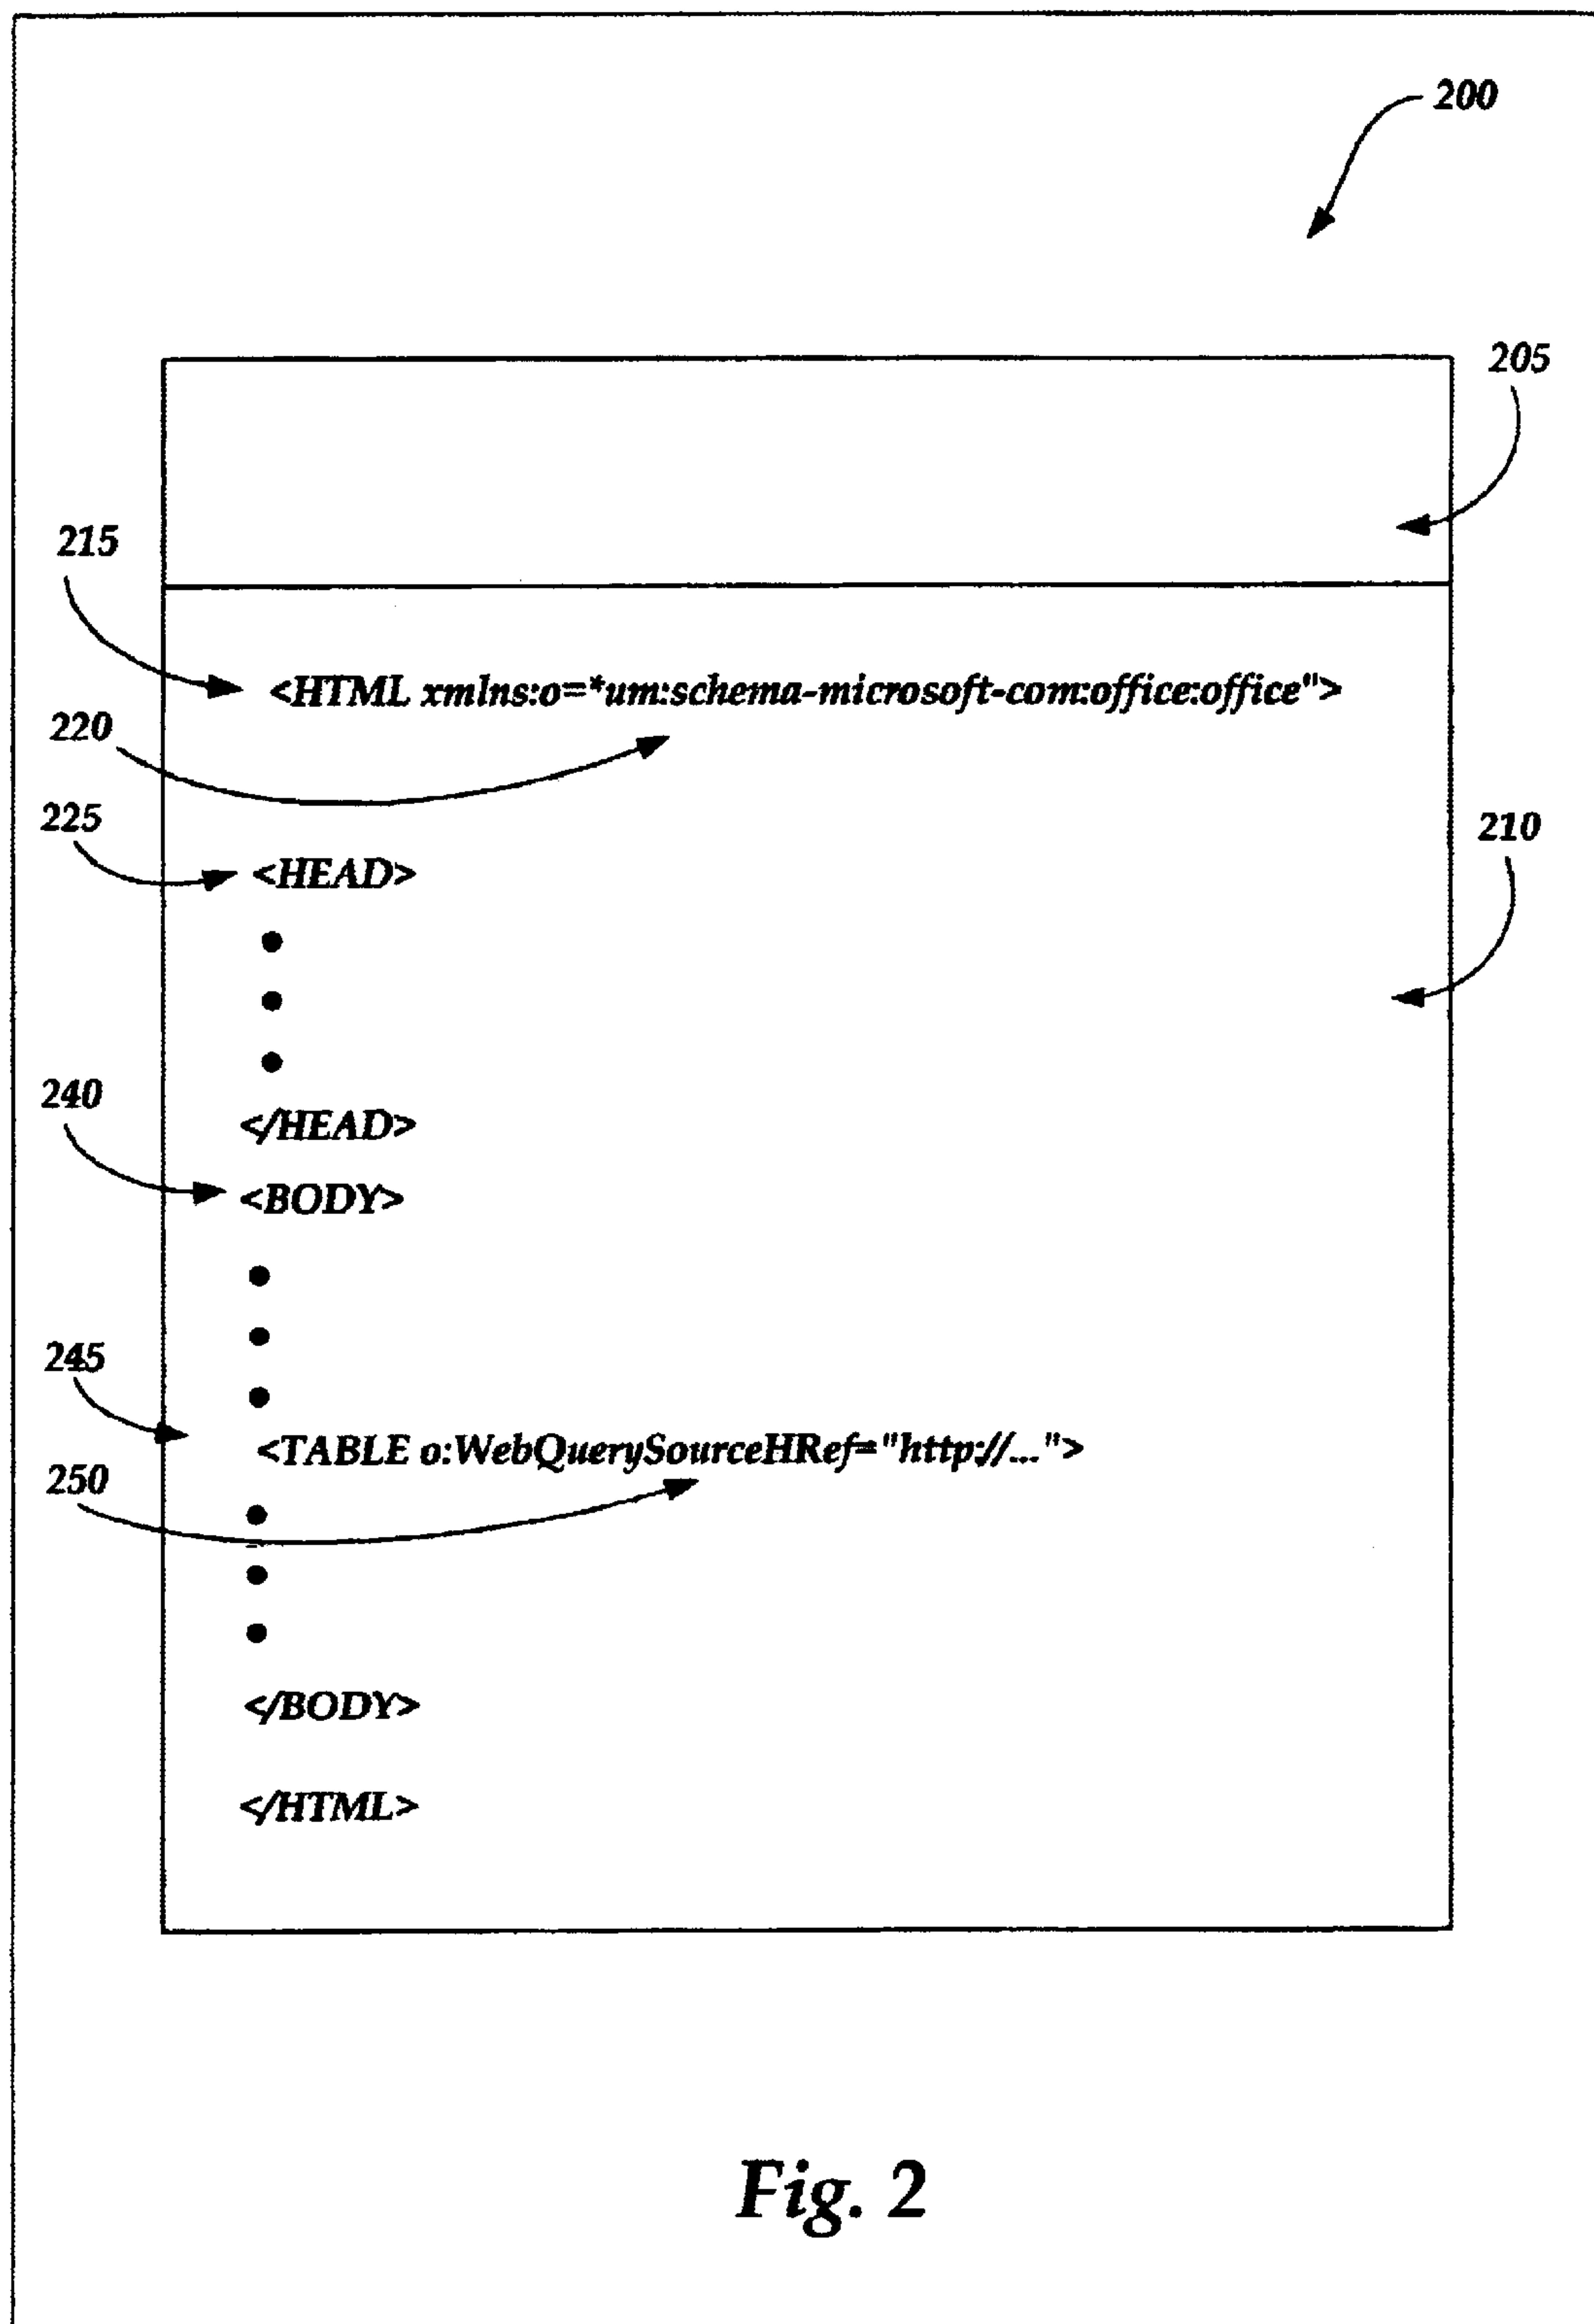 200
205
215
<HTML xmlns:o=*um:schema-microsoft-com:office:office">
220
225
210
<HEAD>
240
</HEAD>
<BODY>
245
<TABLE o:WebQuerySourceHRef="http://...">
250
</BODY>
</HTML>
Fig. 2